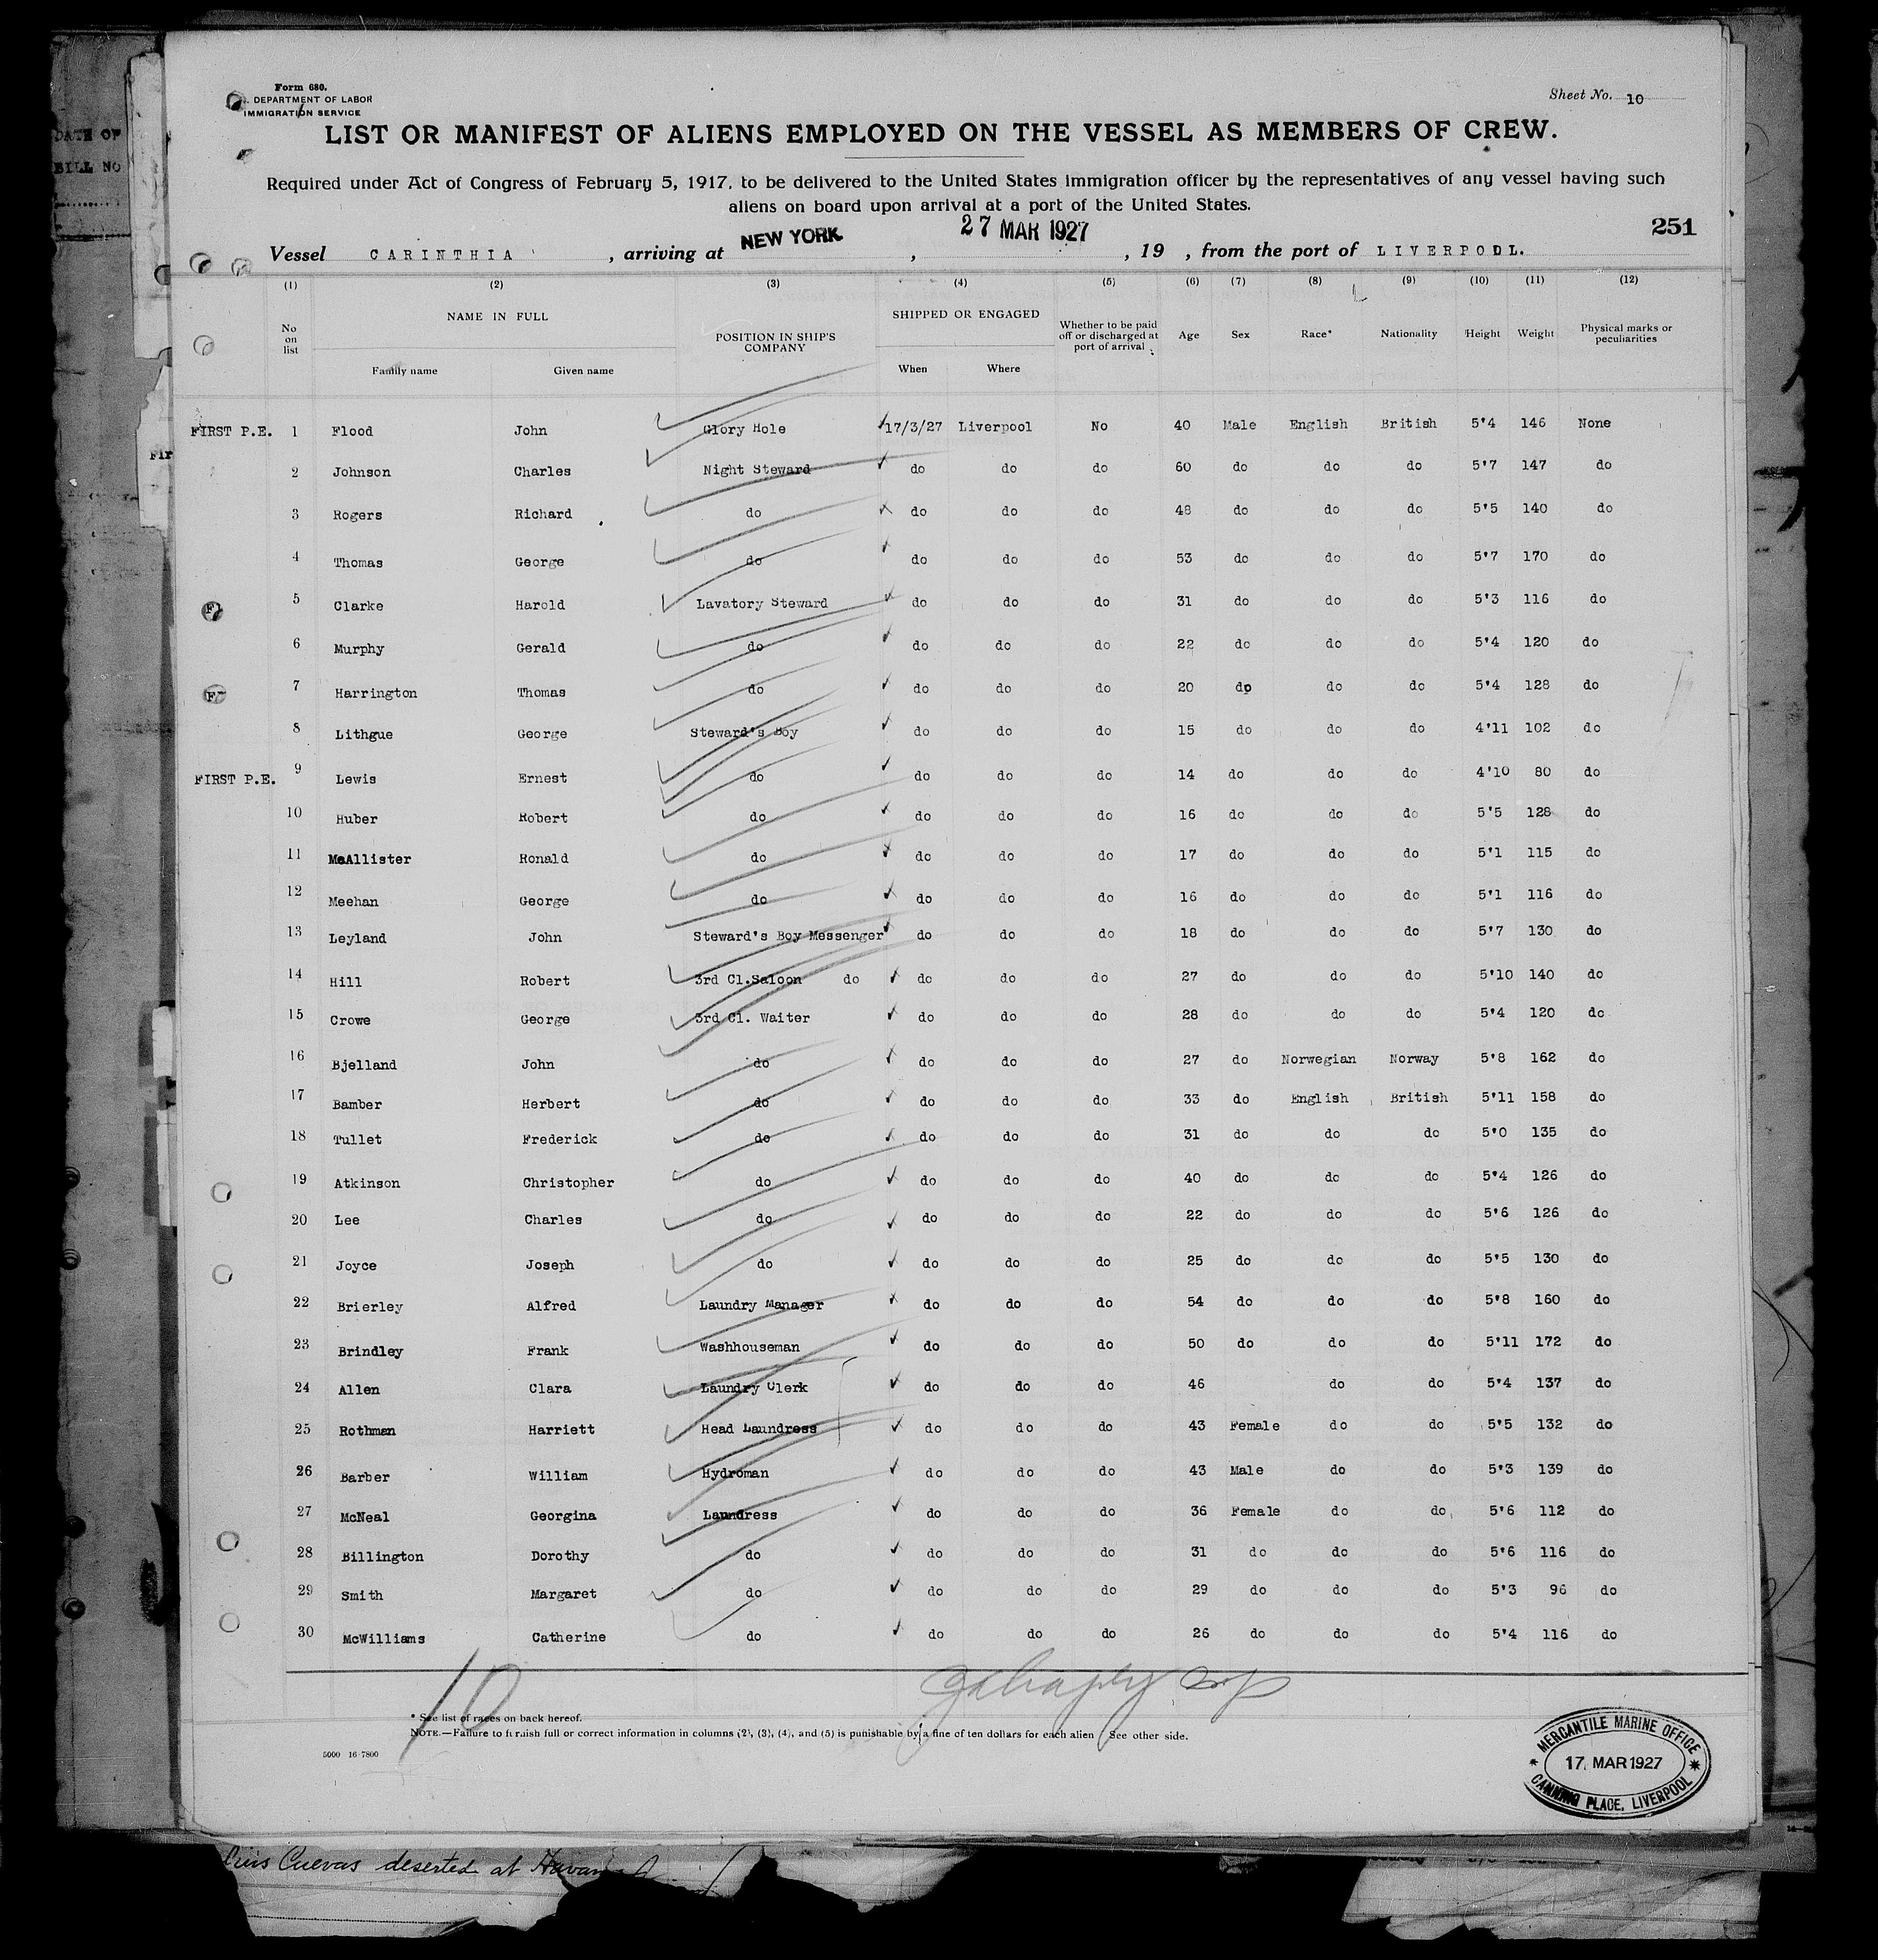 DATE OF
BILL NO
Form 680.
. DEPARTMENT OF LABOR
IMMIGRATION SERVICE
Sheet No. 10
LIST OR MANIFEST OF ALIENS EMPLOYED ON THE VESSEL AS MEMBERS OF CREW.
Required under Act of Congress of February 5, 1917, to be delivered to the United States immigration officer by the representatives of any vessel having such
aliens on board upon arrival at a port of the United States.
251
Vessel CARINTHIA , arriving at NEW YORK , 27 MAR 1927 , 19 , from the port of LIVERPOOL.
(1) (2) (3) (4) (5) (6) (7) (8) (9) (10) (11) (12)
No on list NAME IN FULL Family name Given name POSITION IN SHIP'S COMPANY SHIPPED OR ENGAGED When Where Whether to be paid off or discharged at port of arrival Age Sex Race* Nationality Height Weight Physical marks or peculiarities
FIRST P.E. 1 Flood John Glory Hole 17/3/27 Liverpool No 40 Male English British 5'4 146 None
2 Johnson Charles Night Steward do do do 60 do do do 5'7 147 do
3 Rogers Richard do do do do 48 do do do 5'5 140 do
4 Thomas George do do do do 53 do do do 5'7 170 do
5 Clarke Harold Lavatory Steward do do do 31 do do do 5'3 116 do
6 Murphy Gerald do do do do 22 do do do 5'4 120 do
7 Harrington Thomas do do do do 20 do do do 5'4 128 do
8 Lithgue George Steward's Boy do do do 15 do do do 4'11 102 do
FIRST P.E. 9 Lewis Ernest do do do do 14 do do do 4'10 80 do
10 Huber Robert do do do do 16 do do do 5'5 128 do
11 McAllister Ronald do do do do 17 do do do 5'1 115 do
12 Meehan George do do do do 16 do do do 5'1 116 do
13 Leyland John Steward's Boy Messenger do do do 18 do do do 5'7 130 do
14 Hill Robert 3rd Cl.Saloon do do do do 27 do do do 5'10 140 do
15 Crowe George 3rd Cl. Waiter do do do 28 do do do 5'4 120 do
16 Bjelland John do do do do 27 do Norwegian Norway 5'8 162 do
17 Bamber Herbert do do do do 33 do English British 5'11 158 do
18 Tullet Frederick do do do do 31 do do do 5'0 135 do
19 Atkinson Christopher do do do do 40 do do do 5'4 126 do
20 Lee Charles do do do do 22 do do do 5'6 126 do
21 Joyce Joseph do do do do 25 do do do 5'5 130 do
22 Brierley Alfred Laundry Manager do do do 54 do do do 5'8 160 do
23 Brindley Frank Washhouseman do do do 50 do do do 5'11 172 do
24 Allen Clara Laundry Clerk do do do 46 do do 5'4 137 do
25 Rothman Harriett Head Laundress do do do 43 Female do do 5'5 132 do
26 Barber William Hydroman do do do 43 Male do do 5'3 139 do
27 McNeal Georgina Laundress do do do 36 Female do do 5'6 112 do
28 Billington Dorothy do do do do 31 do do do 5'6 116 do
29 Smith Margaret do do do do 29 do do do 5'3 96 do
30 McWilliams Catherine do do do do 26 do do do 5'4 116 do
10
* See list of races on back hereof.
NOTE.—Failure to furnish full or correct information in columns (2), (3), (4), and (5) is punishable by a fine of ten dollars for each alien See other side.
5000 16-7800
MERCANTILE MARINE OFFICE
17 MAR 1927
CANNING PLACE, LIVERPOOL
Cuevas deserted at Havana